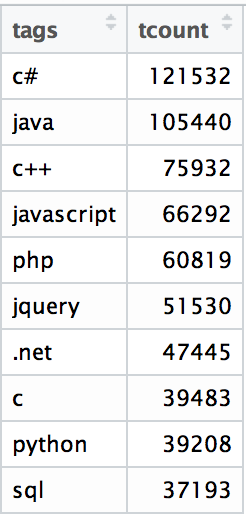 tags tcount
c# 121532
java 105440
c++ 75932
javascript 66292
php 60819
jquery 51530
.net 47445
c 39483
python 39208
sql 37193